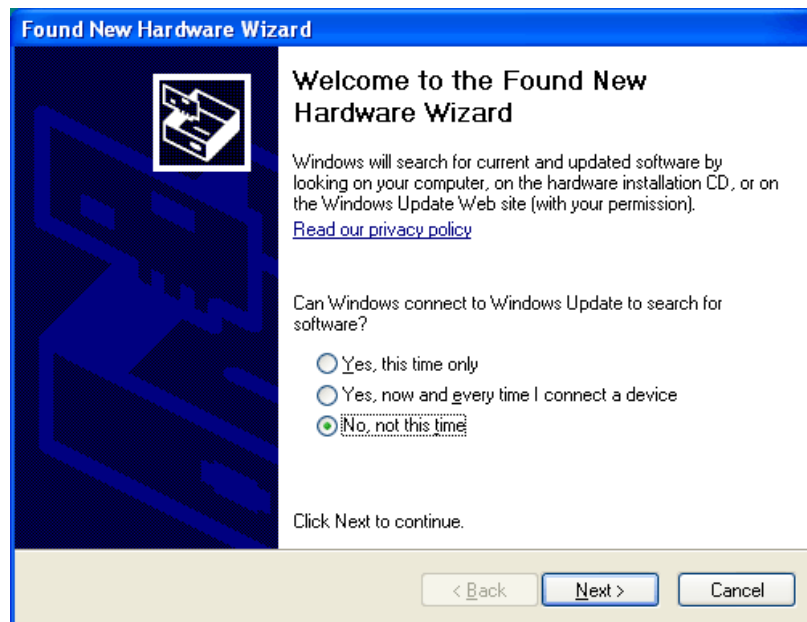 Found New Hardware Wizard
Welcome to the Found New
Hardware Wizard
Windows will search for current and updated software by
looking on your computer, on the hardware installation CD, or on
the Windows Update Web site (with your permission).
Read our privacy policy
Can Windows connect to Windows Update to search for
software?
Yes, this time only
Yes, now and every time I connect a device
No, not this time
Click Next to continue.
< Back
Next >
Cancel